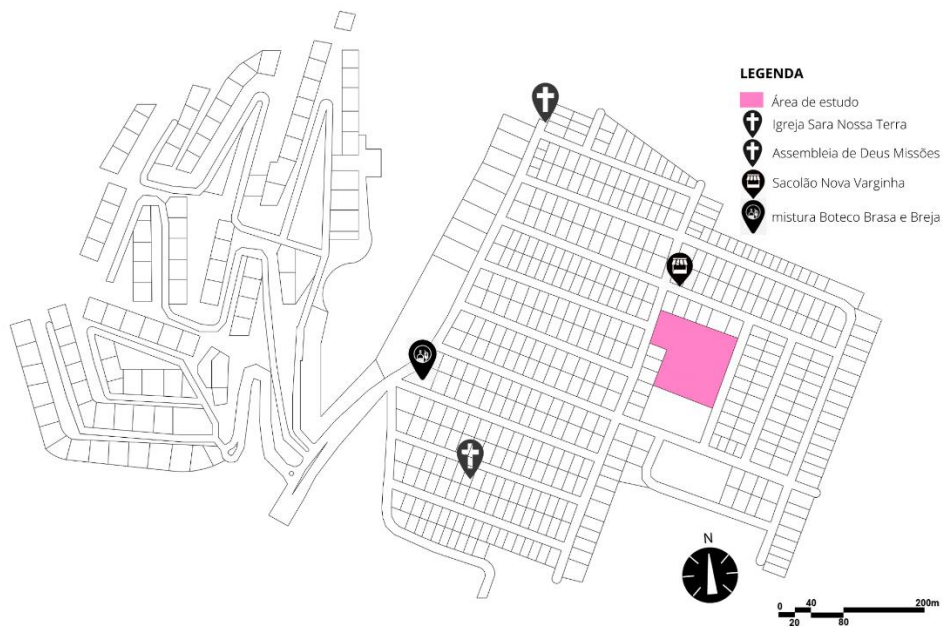 LEGENDA
Área de estudo
Igreja Sara Nossa Terra
Assembleia de Deus Missões
Sacolão Nova Varginha
mistura Boteco Brasa e Breja
N
0 40 200m
20 80